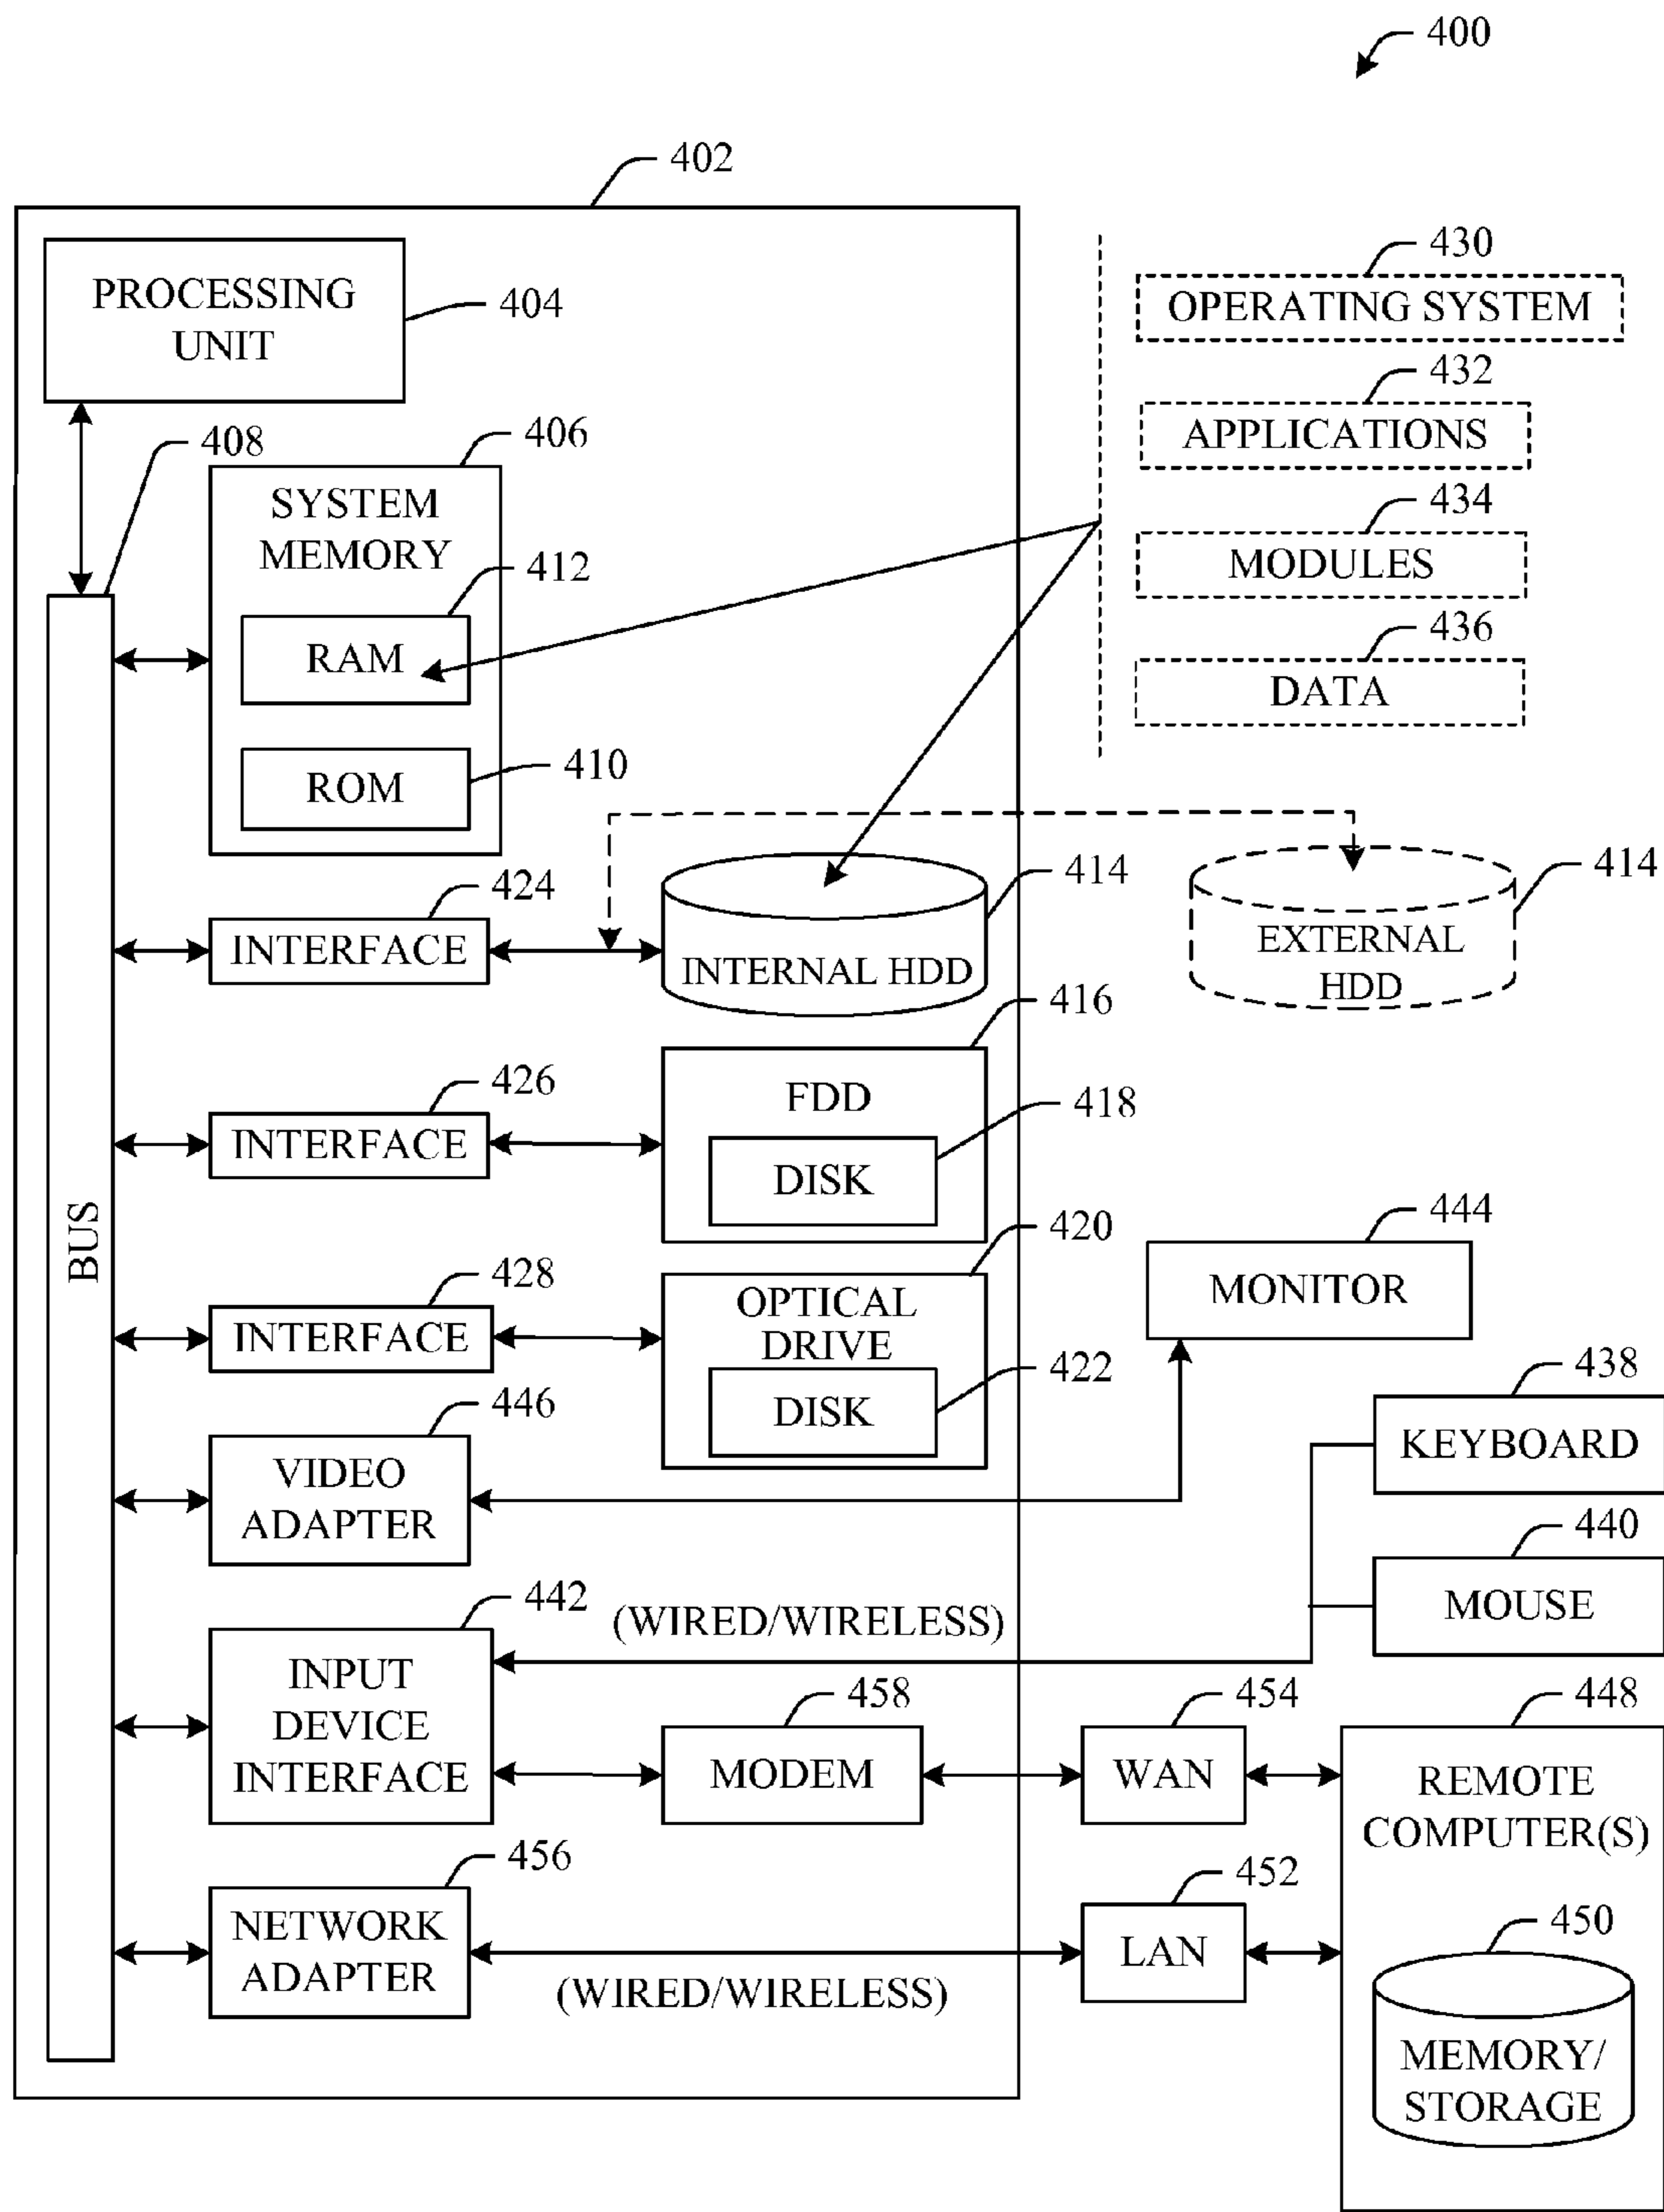 400
402
PROCESSING
UNIT
404
430
OPERATING SYSTEM
432
APPLICATIONS
434
MODULES
436
DATA
408
406
SYSTEM
MEMORY
412
RAM
410
ROM
BUS
424
INTERFACE
414
INTERNAL HDD
414
EXTERNAL
HDD
426
INTERFACE
416
FDD
418
DISK
428
INTERFACE
420
OPTICAL
DRIVE
422
DISK
444
MONITOR
446
VIDEO
ADAPTER
438
KEYBOARD
440
MOUSE
442
INPUT
DEVICE
INTERFACE
(WIRED/WIRELESS)
458
MODEM
454
WAN
448
REMOTE
COMPUTER(S)
456
NETWORK
ADAPTER
(WIRED/WIRELESS)
452
LAN
450
MEMORY/
STORAGE